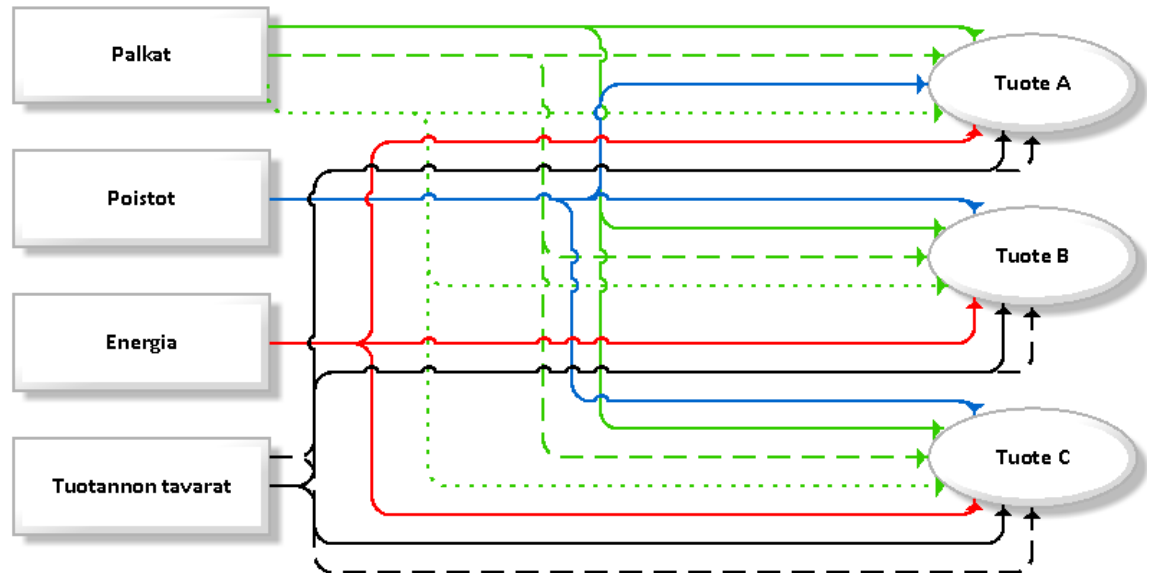 Palkat
Tuote A
Poistot
Tuote B
Energia
Tuote C
Tuotannon tavarat